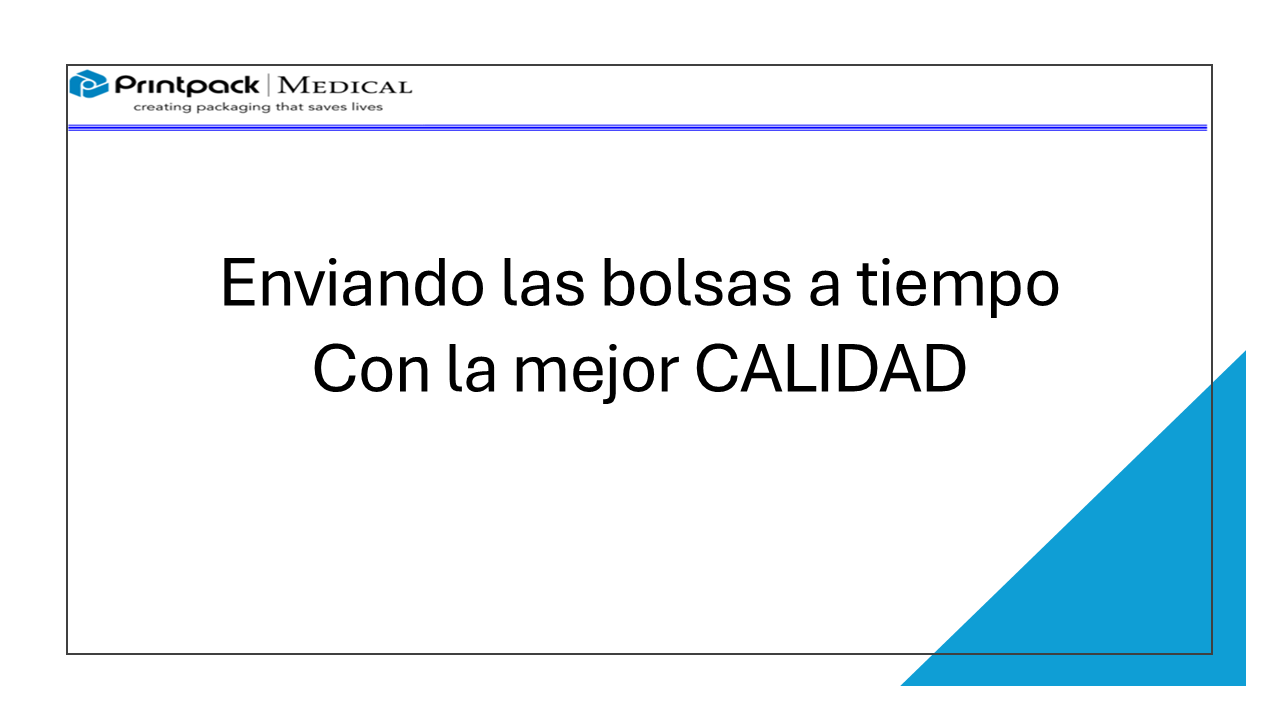 Printpack | MEDICAL
creating packaging that saves lives
Enviando las bolsas a tiempo
Con la mejor CALIDAD